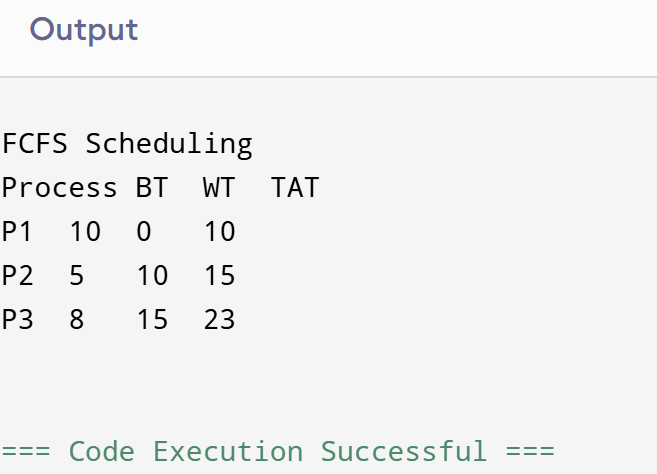 Output
FCFS Scheduling
Process BT  WT  TAT
P1  10  0   10
P2  5   10  15
P3  8   15  23
=== Code Execution Successful ===